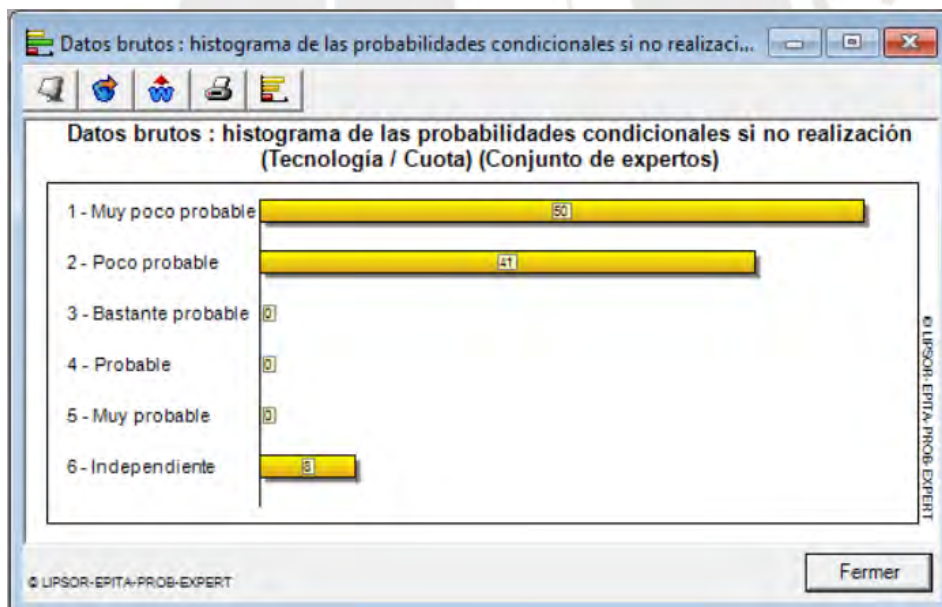 Datos brutos : histograma de las probabilidades condicionales si no realizaci...
Datos brutos : histograma de las probabilidades condicionales si no realización
(Tecnología / Cuota) (Conjunto de expertos)
1 - Muy poco probable 50
2 - Poco probable 41
3 - Bastante probable 0
4 - Probable 0
5 - Muy probable 0
6 - Independiente 8
© LIPSOR-EPITA-PROB-EXPERT
© LIPSOR-EPITA-PROB-EXPERT
Fermer